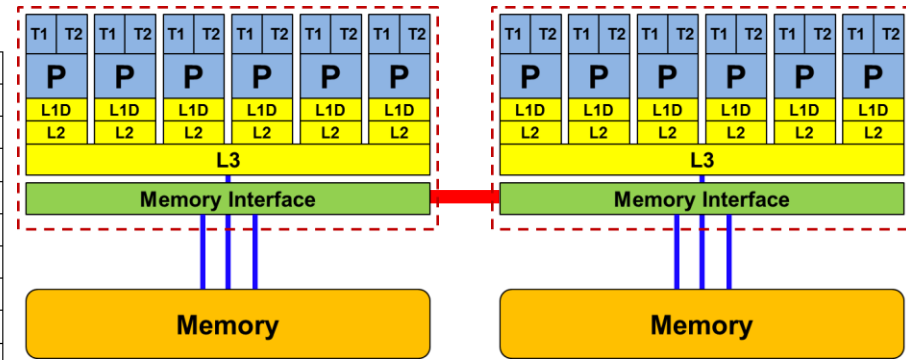 T1 T2 T1 T2 T1 T2 T1 T2 T1 T2 T1 T2 T1 T2 T1 T2 T1 T2 T1 T2 T1 T2 T1 T2
P P P P P P P P P P P P
L1D L1D L1D L1D L1D L1D L1D L1D L1D L1D L1D L1D
L2 L2 L2 L2 L2 L2 L2 L2 L2 L2 L2 L2
L3 L3
Memory Interface Memory Interface
Memory Memory